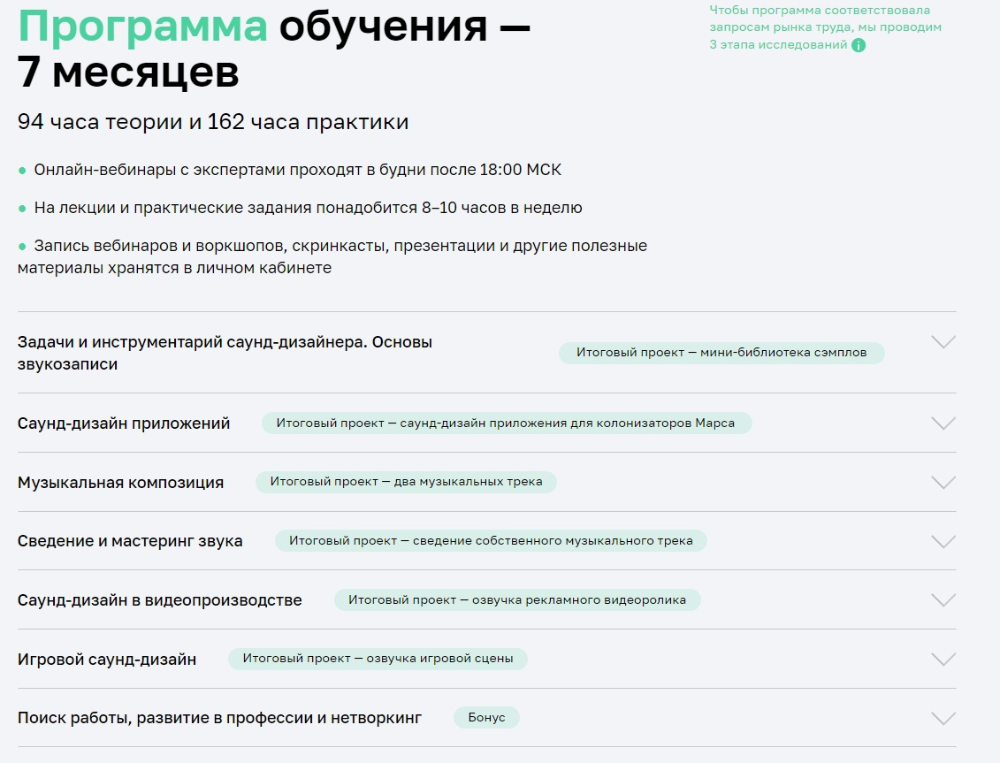 Программа обучения —
7 месяцев
Чтобы программа соответствовала
запросам рынка труда, мы проводим
3 этапа исследований
94 часа теории и 162 часа практики
Онлайн-вебинары с экспертами проходят в будни после 18:00 МСК
На лекции и практические задания понадобится 8–10 часов в неделю
Запись вебинаров и воркшопов, скринкасты, презентации и другие полезные
материалы хранятся в личном кабинете
Задачи и инструментарий саунд-дизайнера. Основы
звукозаписи
Итоговый проект — мини-библиотека сэмплов
Саунд-дизайн приложений
Итоговый проект — саунд-дизайн приложения для колонизаторов Марса
Музыкальная композиция
Итоговый проект — два музыкальных трека
Сведение и мастеринг звука
Итоговый проект — сведение собственного музыкального трека
Саунд-дизайн в видеопроизводстве
Итоговый проект — озвучка рекламного видеоролика
Игровой саунд-дизайн
Итоговый проект — озвучка игровой сцены
Поиск работы, развитие в профессии и нетворкинг
Бонус